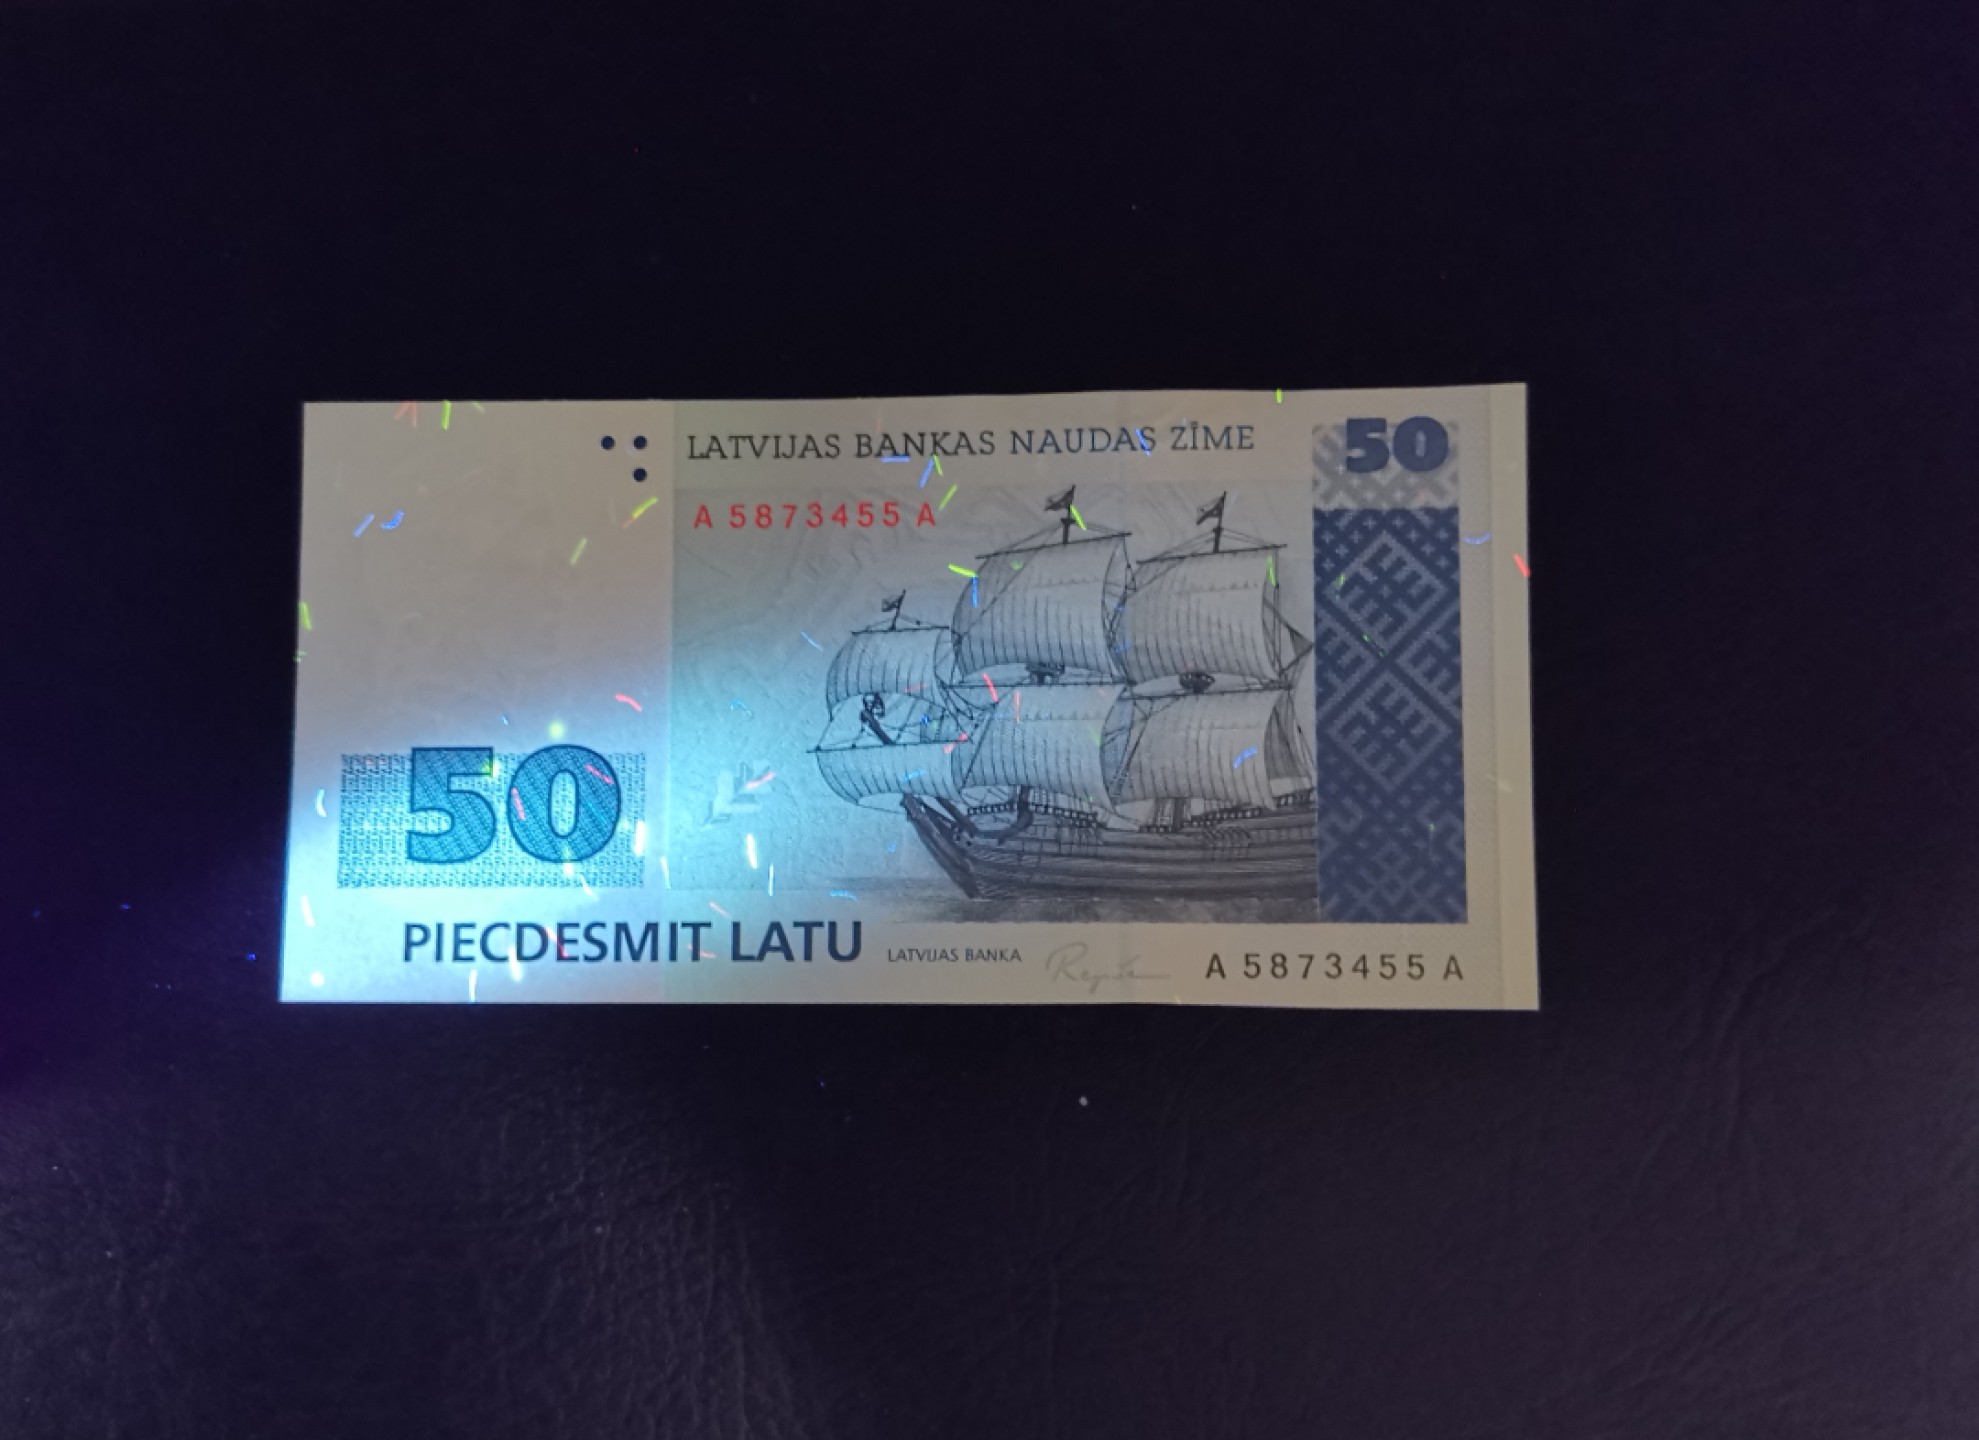 LATVIJAS BANKAS NAUDAS ZĪME
50
A 5873455 A
50
PIECDESMIT LATU
LATVIJAS BANKA
A 5873455 A